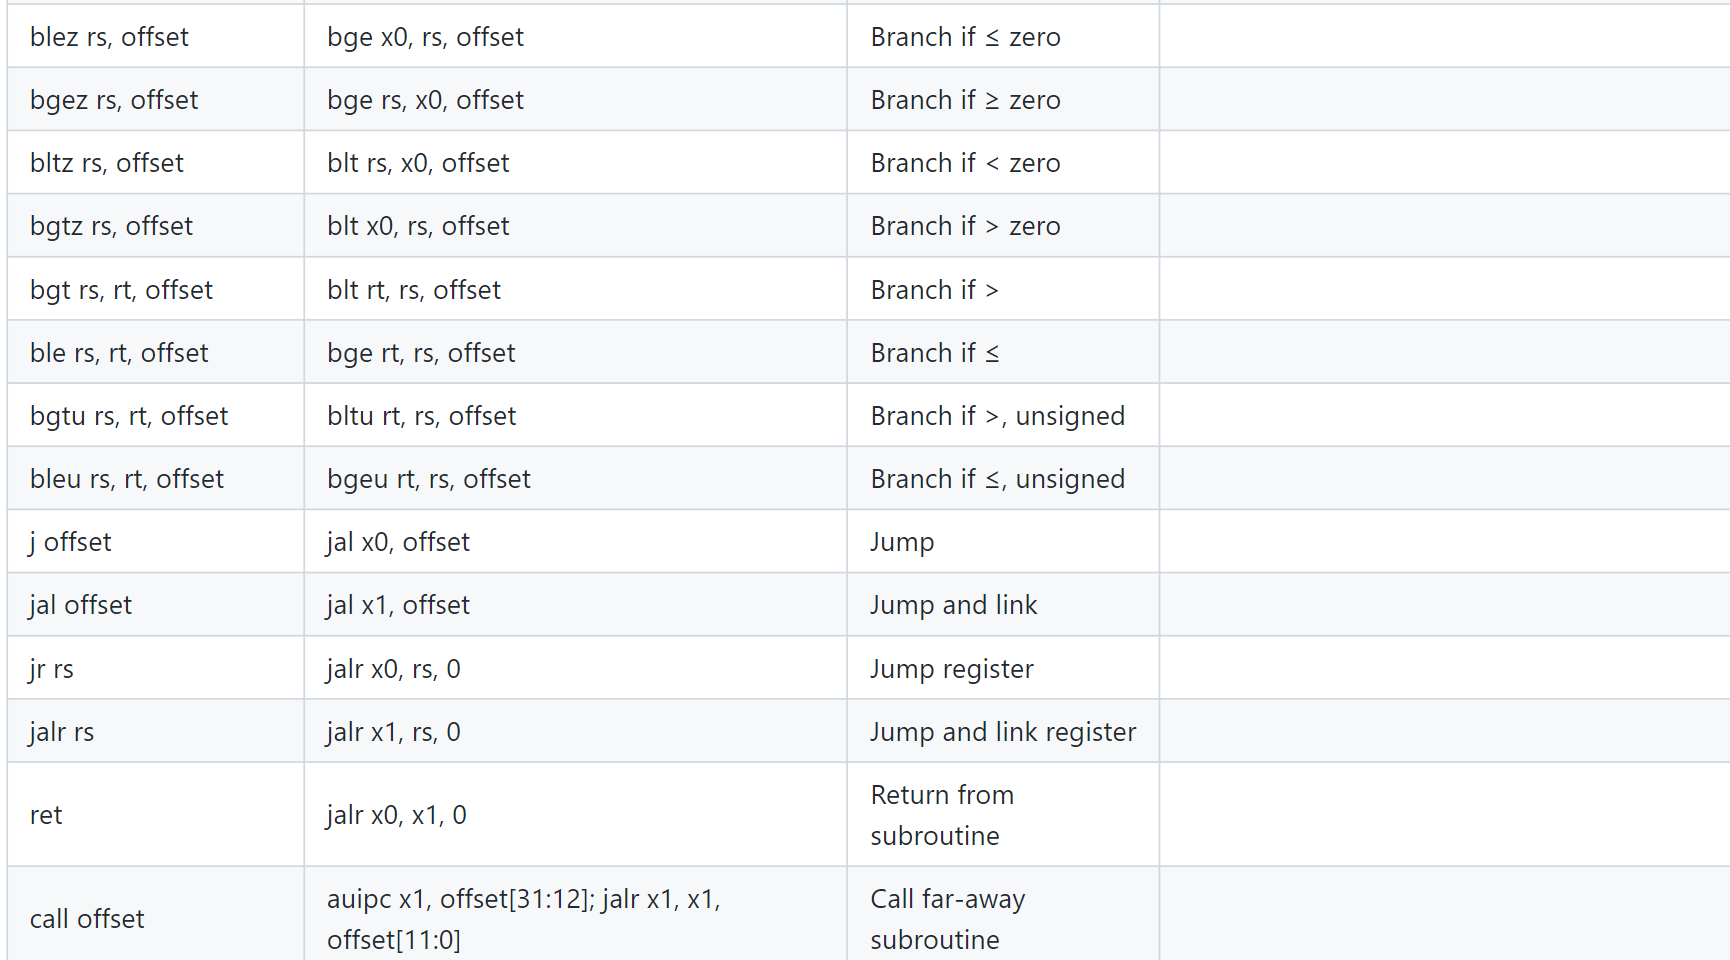 blez rs, offset bge x0, rs, offset Branch if ≤ zero
bgez rs, offset bge rs, x0, offset Branch if ≥ zero
bltz rs, offset blt rs, x0, offset Branch if < zero
bgtz rs, offset blt x0, rs, offset Branch if > zero
bgt rs, rt, offset blt rt, rs, offset Branch if >
ble rs, rt, offset bge rt, rs, offset Branch if ≤
bgtu rs, rt, offset bltu rt, rs, offset Branch if >, unsigned
bleu rs, rt, offset bgeu rt, rs, offset Branch if ≤, unsigned
j offset jal x0, offset Jump
jal offset jal x1, offset Jump and link
jr rs jalr x0, rs, 0 Jump register
jalr rs jalr x1, rs, 0 Jump and link register
ret jalr x0, x1, 0 Return from
subroutine
call offset auipc x1, offset[31:12]; jalr x1, x1, Call far-away
offset[11:0] subroutine